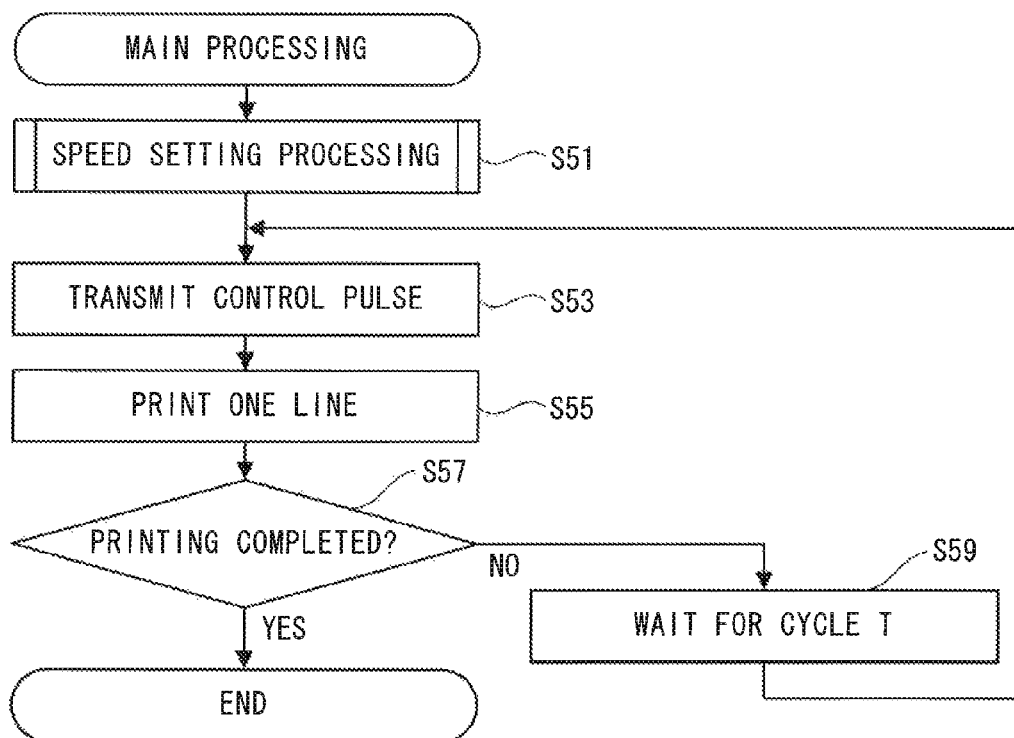 MAIN PROCESSING
SPEED SETTING PROCESSING
S51
TRANSMIT CONTROL PULSE
S53
PRINT ONE LINE
S55
S57
PRINTING COMPLETED?
NO
S59
WAIT FOR CYCLE T
YES
END